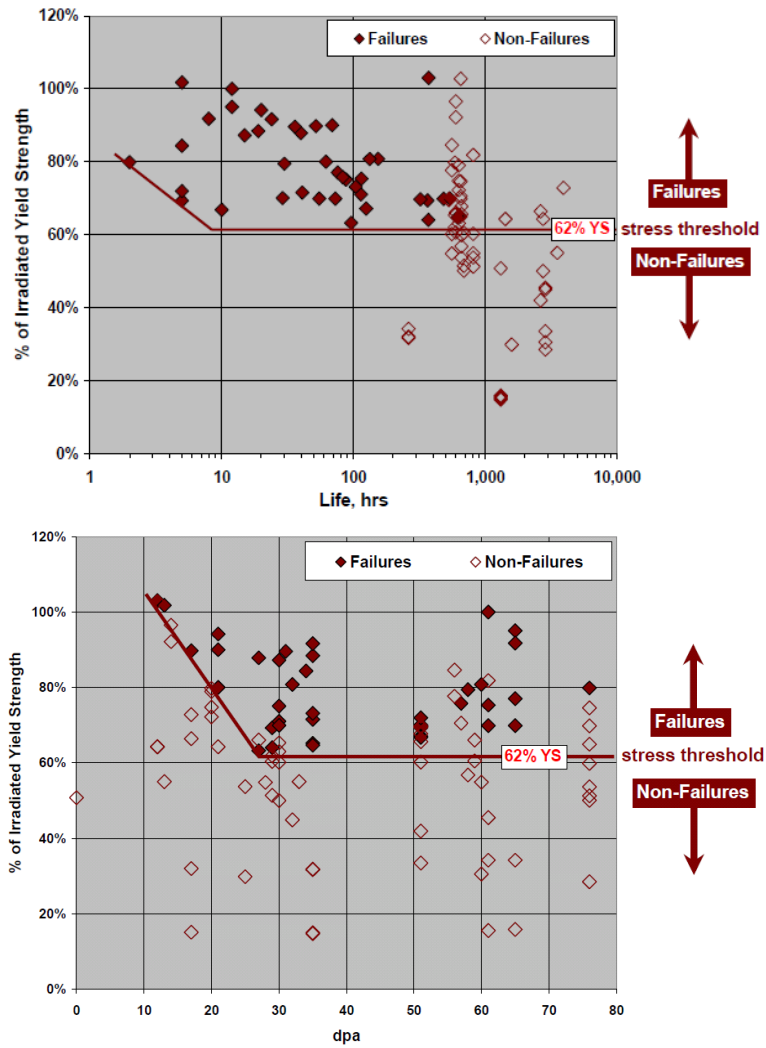 Failures Non-Failures
120%
100%
80%
60%
40%
20%
0%
% of Irradiated Yield Strength
1 10 100 1,000 10,000
Life, hrs
62% YS
Failures
stress threshold
Non-Failures
Failures Non-Failures
120%
100%
80%
60%
40%
20%
0%
% of Irradiated Yield Strength
0 10 20 30 40 50 60 70 80
dpa
62% YS
Failures
stress threshold
Non-Failures